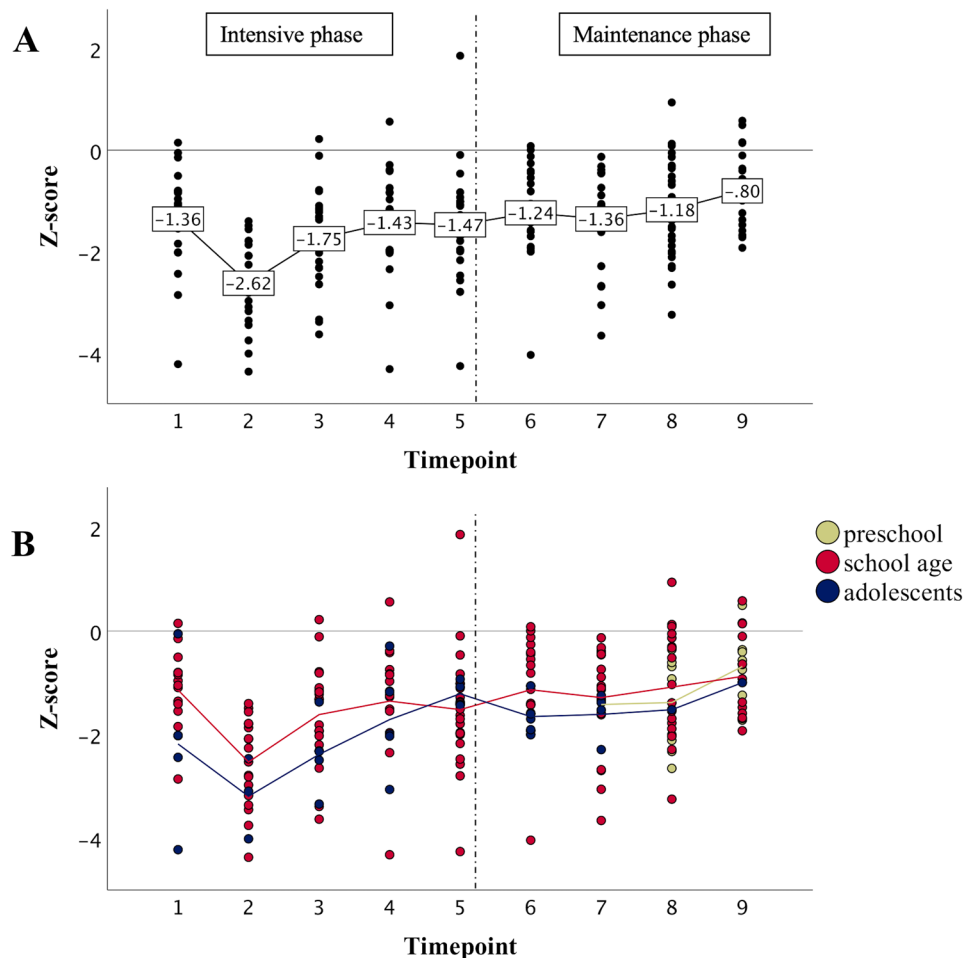 A
Intensive phase
Maintenance phase
2
0
-2
-4
Z-score
-1.36
-2.62
-1.75
-1.43
-1.47
-1.24
-1.36
-1.18
-.80
1 2 3 4 5 6 7 8 9
Timepoint
B
2
0
-2
-4
Z-score
preschool
school age
adolescents
1 2 3 4 5 6 7 8 9
Timepoint